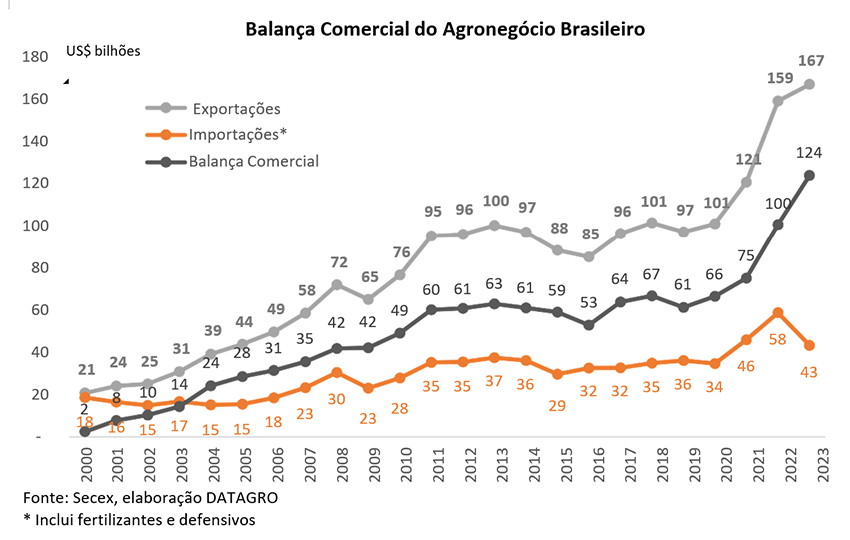 Balança Comercial do Agronegócio Brasileiro
US$ bilhões
180
160
140
120
100
80
60
40
20
-
Exportações
Importações*
Balança Comercial
21 24 25 31 39 44 49 58 72 65 76 95 96 100 97 88 85 96 101 97 101 121 159 167
2 8 10 14 24 28 31 35 42 42 49 60 61 63 61 59 53 64 67 61 66 75 100 124
18 16 15 17 15 15 18 23 30 23 28 35 35 37 36 29 32 32 35 36 34 46 58 43
2000 2001 2002 2003 2004 2005 2006 2007 2008 2009 2010 2011 2012 2013 2014 2015 2016 2017 2018 2019 2020 2021 2022 2023
Fonte: Secex, elaboração DATAGRO
* Inclui fertilizantes e defensivos